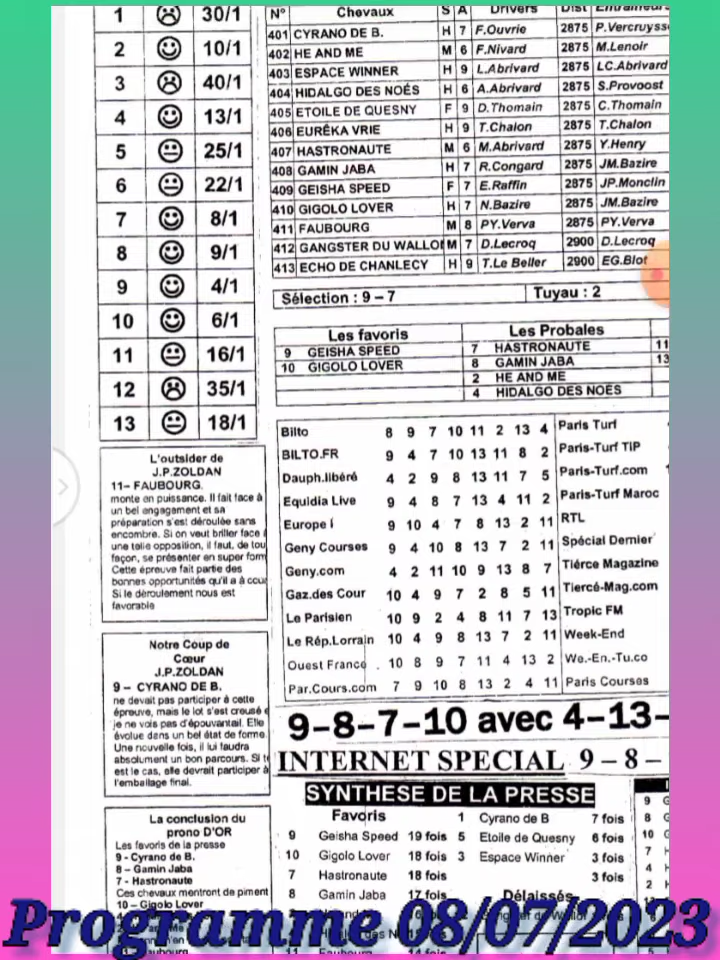 1 30/1
2 10/1
3 40/1
4 13/1
5 25/1
6 22/1
7 8/1
8 9/1
9 4/1
10 6/1
11 16/1
12 35/1
13 18/1
L'outsider de
J.P.ZOLDAN
11– FAUBOURG.
monte en puissance. Il fait face à
un bel engagement et sa
préparation s'est déroulée sans
encombre. Si on veut briller face
une telle opposition, il faut, de tou
façon, se présenter en super form
Cette épreuve fait partie des
bonnes opportunités qu'il a à cour
Si le déroulement nous est
favorable
Notre Coup de
Cœur
J.P.ZOLDAN
9 – CYRANO DE B.
ne devait pas participer à cette
épreuve, mais le lot s'est creusé e
je ne vois pas d'épouvantail. Elle
évolue dans un bel état de forme.
Une nouvelle fois, il lui faudra
absolument un bon parcours. Si t
est le cas, elle devrait participer à
l'emballage final.
La conclusion du
prono D'OR
Les favoris de la presse
9 - Cyrano de B.
8 – Gamin Jaba
7 - Hastronaute
Ces chevaux mentront de piment
10 – Gigolo Lover
N° Chevaux S A Drivers Dist Entraîneurs
401 CYRANO DE B. H 7 F.Ouvrie 2875 P.Vercruyss
402 HE AND ME M 6 F.Nivard 2875 M.Lenoir
403 ESPACE WINNER H 9 L.Abrivard 2875 LC.Abrivard
404 HIDALGO DES NOÉS H 6 A.Abrivard 2875 S.Provoost
405 ETOILE DE QUESNY F 9 D.Thomain 2875 C.Thomain
406 EURÊKA VRIE H 9 T.Chalon 2875 T.Chalon
407 HASTRONAUTE M 6 M.Abrivard 2875 Y.Henry
408 GAMIN JABA H 7 R.Congard 2875 JM.Bazire
409 GEISHA SPEED F 7 E.Raffin 2875 JP.Monclin
410 GIGOLO LOVER H 7 N.Bazire 2875 JM.Bazire
411 FAUBOURG M 8 PY.Verva 2875 PY.Verva
412 GANGSTER DU WALLO M 7 D.Lecroq 2900 D.Lecroq
413 ECHO DE CHANLECY H 9 T.Le Beller 2900 EG.Blot
Sélection : 9 – 7 Tuyau : 2
Les favoris Les Probales
9 GEISHA SPEED 7 HASTRONAUTE 11
10 GIGOLO LOVER 8 GAMIN JABA 13
2 HE AND ME
4 HIDALGO DES NOES
Bilto 8 9 7 10 11 2 13 4 Paris Turf
BILTO.FR 9 4 7 10 13 11 8 2 Paris-Turf TIP
Dauph.libéré 4 2 9 8 13 11 7 5 Paris-Turf.com
Equidia Live 9 4 8 7 13 4 11 2 Paris-Turf Maroc
Europe 9 10 4 7 8 13 2 11 RTL
Geny Courses 9 4 10 8 13 7 2 11 Spécial Dernier
Geny.com 4 2 11 10 9 13 8 7 Tiérce Magazine
Gaz.des Cour 10 4 9 7 2 8 5 11 Tiercé-Mag.com
Le Parisien 10 9 2 4 8 11 7 13 Tropic FM
Le Rép.Lorrain 10 4 9 8 13 7 2 11 Week-End
Ouest France . 10 8 9 7 11 4 13 2 We.-En.-Tu.co
Par.Cours.com 7 9 10 8 13 2 4 11 Paris Courses
9–8–7–10 avec 4–13–
INTERNET SPECIAL 9 – 8 –
SYNTHESE DE LA PRESSE
Favoris 1 Cyrano de B 7 fois
9 Geisha Speed 19 fois 5 Etoile de Quesny 6 fois
10 Gigolo Lover 18 fois 3 Espace Winner 3 fois
7 Hastronaute 18 fois 3 fois
8 Gamin Jaba 17 fois Délaissés
Programme 08/07/2023